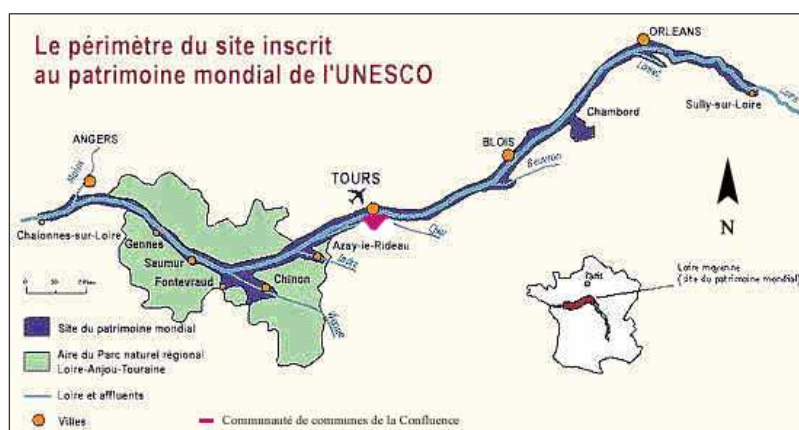 Le périmètre du site inscrit
au patrimoine mondial de l'UNESCO
ORLEANS
Loiret
Loire
Sully-sur-Loire
Chambord
BLOIS
Beuvron
ANGERS
Maine
TOURS
Cher
N
Chalonnes-sur-Loire
Gennes
Azay-le-Rideau
Indre
Saumur
Fontevraud
Chinon
Vienne
Paris
Loire moyenne
(site du patrimoine mondial)
Site du patrimoine mondial
Aire du Parc naturel régional
Loire-Anjou-Touraine
Loire et affluents
Villes
Communauté de communes de la Confluence